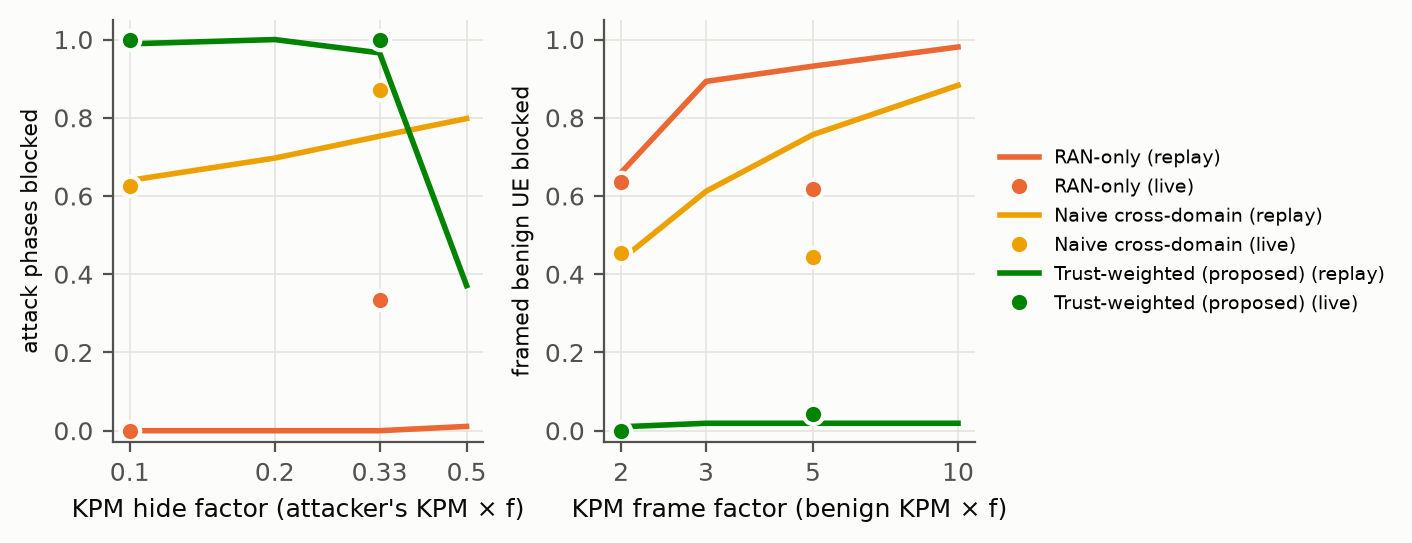 attack phases blocked
1.0
0.8
0.6
0.4
0.2
0.0
0.1
0.2
0.33
0.5
KPM hide factor (attacker's KPM × f)
framed benign UE blocked
1.0
0.8
0.6
0.4
0.2
0.0
2
3
5
10
KPM frame factor (benign KPM × f)
RAN-only (replay)
RAN-only (live)
Naive cross-domain (replay)
Naive cross-domain (live)
Trust-weighted (proposed) (replay)
Trust-weighted (proposed) (live)